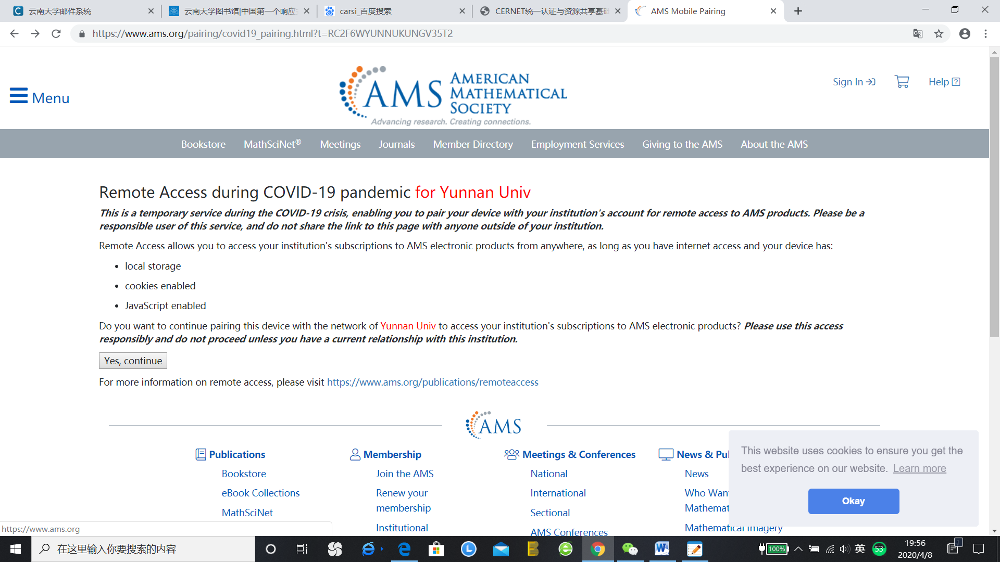 云南大学邮件系统
云南大学图书馆|中国第一个响应
carsi_百度搜索
CERNET统一认证与资源共享基础
AMS Mobile Pairing
https://www.ams.org/pairing/covid19_pairing.html?t=RC2F6WYUNNUKUNGV35T2
Menu
AMS AMERICAN MATHEMATICAL SOCIETY
Advancing research. Creating connections.
Sign In
Help ?
Bookstore MathSciNet® Meetings Journals Member Directory Employment Services Giving to the AMS About the AMS
Remote Access during COVID-19 pandemic for Yunnan Univ
This is a temporary service during the COVID-19 crisis, enabling you to pair your device with your institution's account for remote access to AMS products. Please be a
responsible user of this service, and do not share the link to this page with anyone outside of your institution.
Remote Access allows you to access your institution's subscriptions to AMS electronic products from anywhere, as long as you have internet access and your device has:
• local storage
• cookies enabled
• JavaScript enabled
Do you want to continue pairing this device with the network of Yunnan Univ to access your institution's subscriptions to AMS electronic products? Please use this access
responsibly and do not proceed unless you have a current relationship with this institution.
Yes, continue
For more information on remote access, please visit https://www.ams.org/publications/remoteaccess
AMS
Publications
Bookstore
eBook Collections
MathSciNet
Membership
Join the AMS
Renew your
membership
Institutional
Meetings & Conferences
National
International
Sectional
AMS Conferences
News & Pu
News
Who Wan
Mathemat
Mathematical Imagery
This website uses cookies to ensure you get the
best experience on our website. Learn more
Okay
https://www.ams.org
在这里输入你要搜索的内容
100%
英
53
19:56
2020/4/8
1